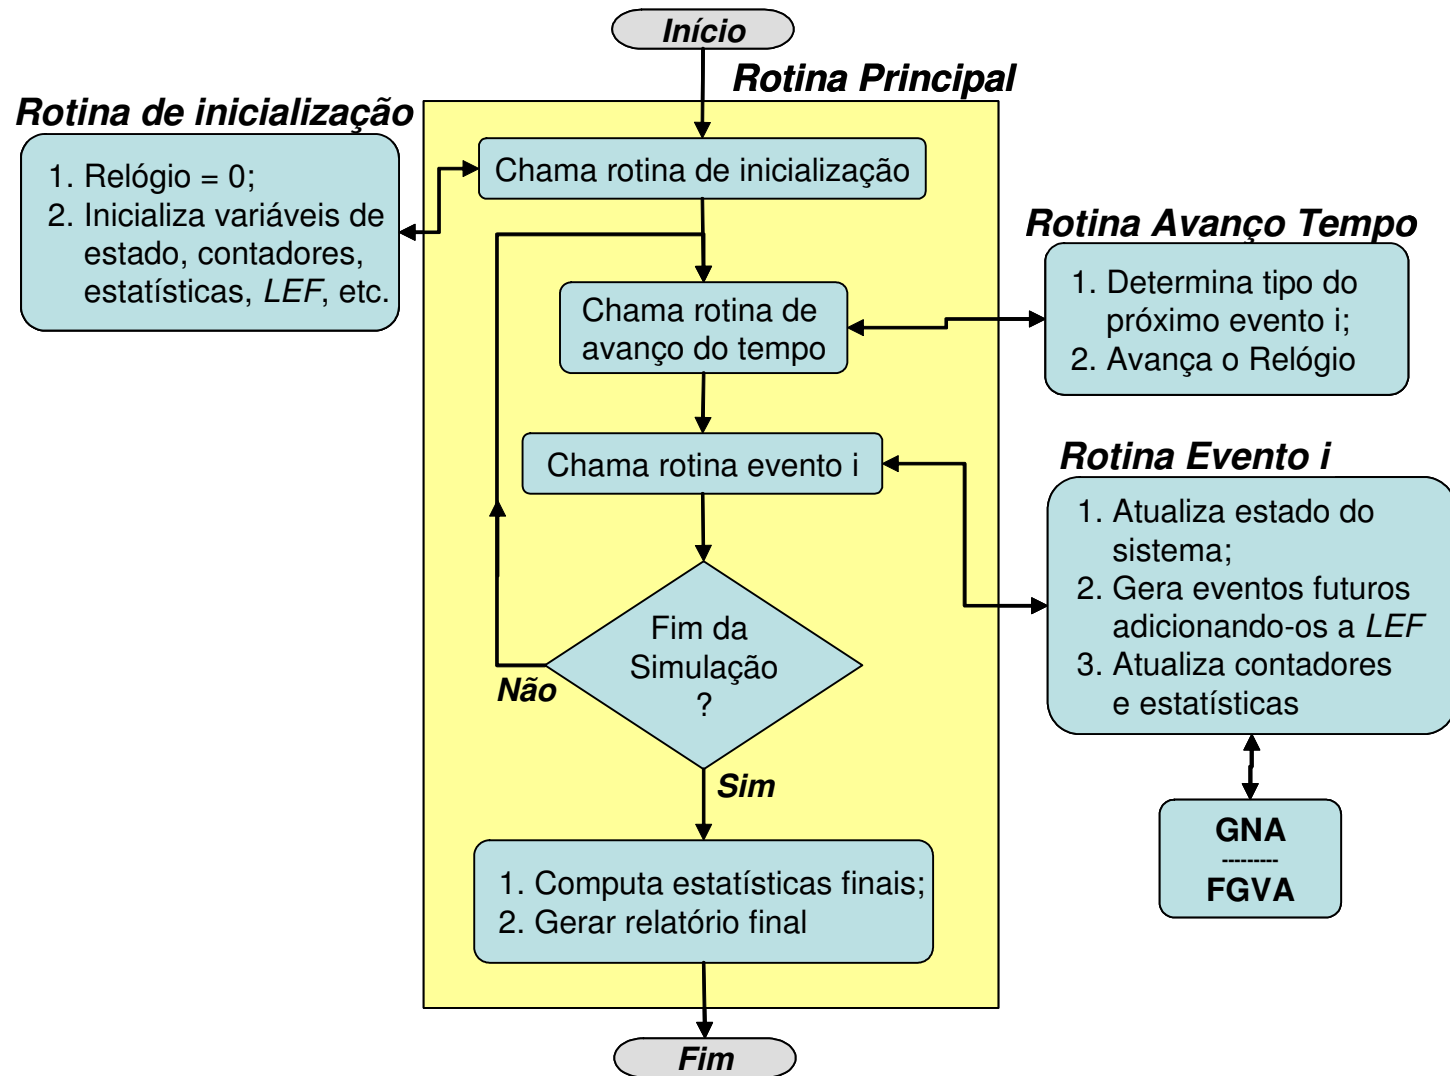 Início
Rotina Principal
Rotina de inicialização
1. Relógio = 0;
2. Inicializa variáveis de
estado, contadores,
estatísticas, LEF, etc.
Chama rotina de inicialização
Rotina Avanço Tempo
1. Determina tipo do
próximo evento i;
2. Avança o Relógio
Chama rotina de
avanço do tempo
Chama rotina evento i
Rotina Evento i
1. Atualiza estado do
sistema;
2. Gera eventos futuros
adicionando-os a LEF
3. Atualiza contadores
e estatísticas
Fim da
Simulação
?
Não
Sim
GNA
---------
FGVA
1. Computa estatísticas finais;
2. Gerar relatório final
Fim